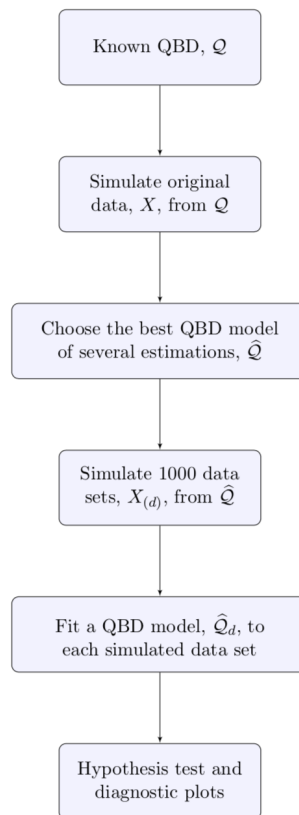 Known QBD, 𝒬
Simulate original
data, X, from 𝒬
Choose the best QBD model
of several estimations, 𝒬̂
Simulate 1000 data
sets, X₍d₎, from 𝒬̂
Fit a QBD model, 𝒬̂_d, to
each simulated data set
Hypothesis test and
diagnostic plots